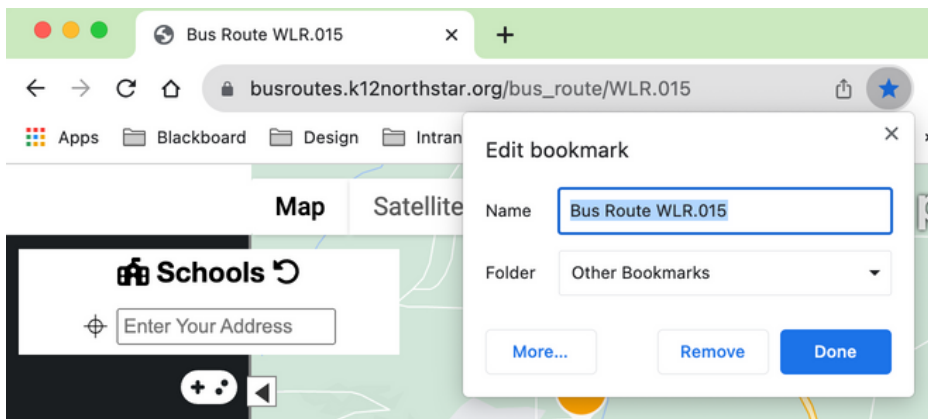 Bus Route WLR.015
busroutes.k12northstar.org/bus_route/WLR.015
Apps Blackboard Design Intran
Edit bookmark
Name Bus Route WLR.015
Folder Other Bookmarks
More... Remove Done
Map Satellite
Schools
Enter Your Address